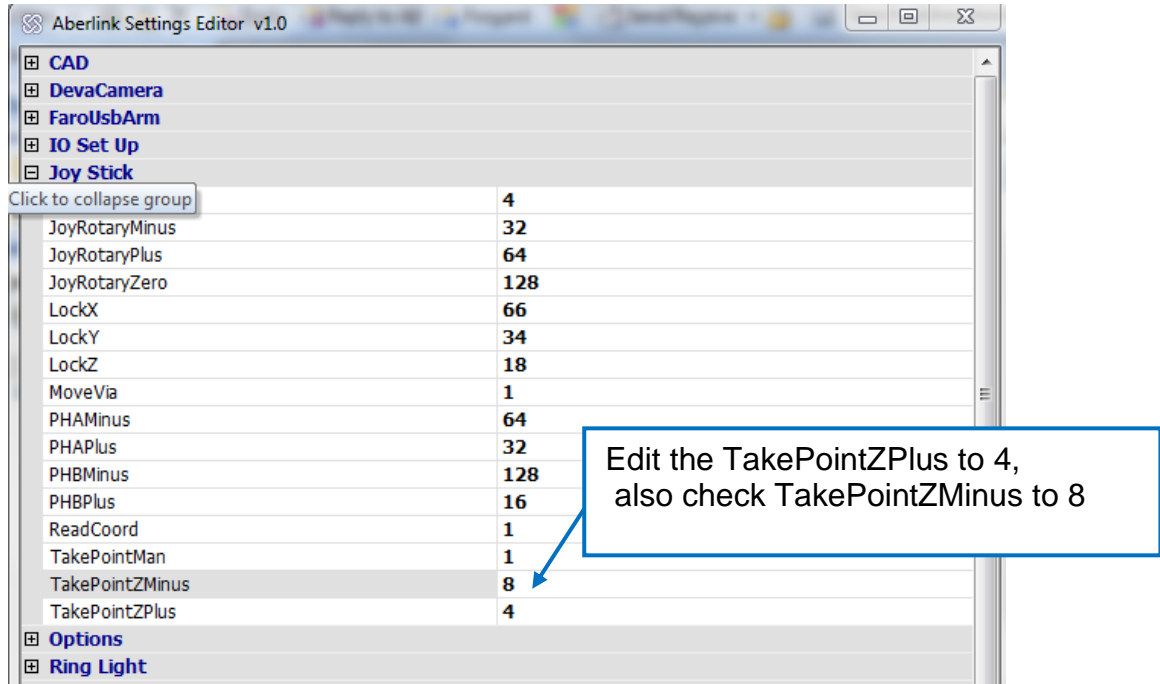 Aberlink Settings Editor v1.0
CAD
DevaCamera
FaroUsbArm
IO Set Up
Joy Stick
Click to collapse group 4
JoyRotaryMinus 32
JoyRotaryPlus 64
JoyRotaryZero 128
LockX 66
LockY 34
LockZ 18
MoveVia 1
PHAMinus 64
PHAPlus 32
PHBMinus 128
PHBPlus 16
ReadCoord 1
TakePointMan 1
TakePointZMinus 8
TakePointZPlus 4
Options
Ring Light
Edit the TakePointZPlus to 4,
also check TakePointZMinus to 8